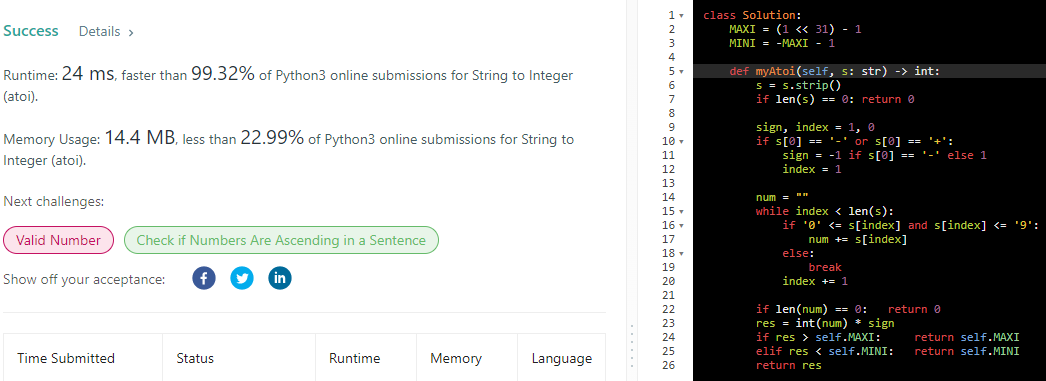 Success Details >
Runtime: 24 ms, faster than 99.32% of Python3 online submissions for String to Integer
(atoi).
Memory Usage: 14.4 MB, less than 22.99% of Python3 online submissions for String to
Integer (atoi).
Next challenges:
Valid Number Check if Numbers Are Ascending in a Sentence
Show off your acceptance: f in
Time Submitted Status Runtime Memory Language
1 class Solution:
2     MAXI = (1 << 31) - 1
3     MINI = -MAXI - 1
4
5     def myAtoi(self, s: str) -> int:
6         s = s.strip()
7         if len(s) == 0: return 0
8
9         sign, index = 1, 0
10         if s[0] == '-' or s[0] == '+':
11             sign = -1 if s[0] == '-' else 1
12             index = 1
13
14         num = ""
15         while index < len(s):
16             if '0' <= s[index] and s[index] <= '9':
17                 num += s[index]
18             else:
19                 break
20             index += 1
21
22         if len(num) == 0:   return 0
23         res = int(num) * sign
24         if res > self.MAXI:     return self.MAXI
25         elif res < self.MINI:   return self.MINI
26         return res